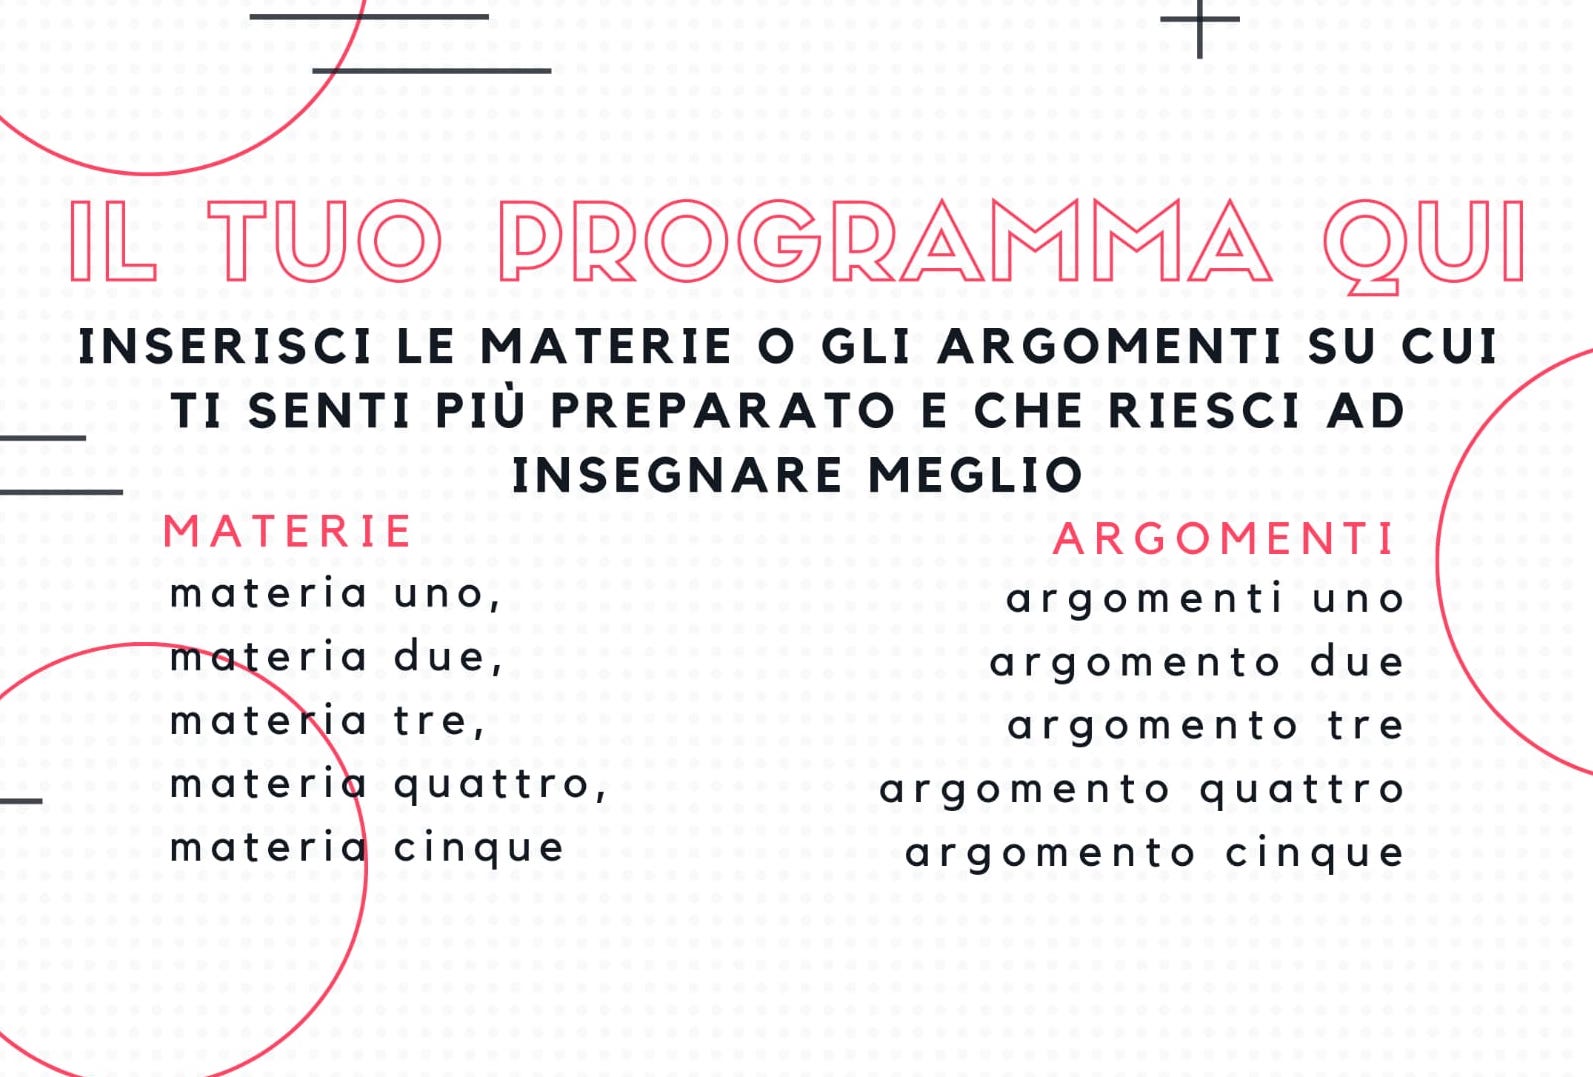 IL TUO PROGRAMMA QUI
INSERISCI LE MATERIE O GLI ARGOMENTI SU CUI
TI SENTI PIÙ PREPARATO E CHE RIESCI AD
INSEGNARE MEGLIO
MATERIE
materia uno,
materia due,
materia tre,
materia quattro,
materia cinque
ARGOMENTI
argomenti uno
argomento due
argomento tre
argomento quattro
argomento cinque